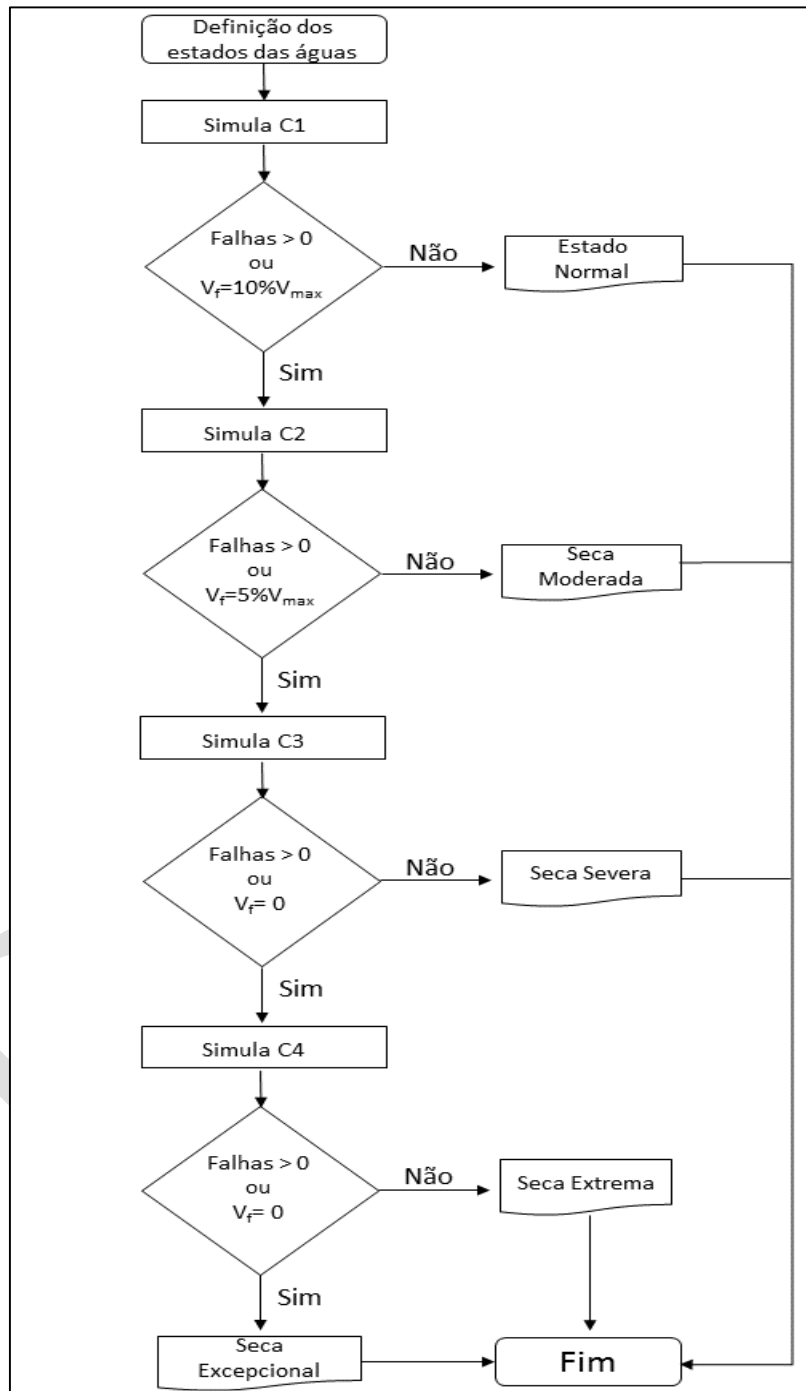 Definição dos
estados das águas
Simula C1
Falhas > 0
ou
Vf=10%Vmax
Não
Estado
Normal
Sim
Simula C2
Falhas > 0
ou
Vf=5%Vmax
Não
Seca
Moderada
Sim
Simula C3
Falhas > 0
ou
Vf= 0
Não
Seca Severa
Sim
Simula C4
Falhas > 0
ou
Vf= 0
Não
Seca Extrema
Sim
Seca
Excepcional
Fim